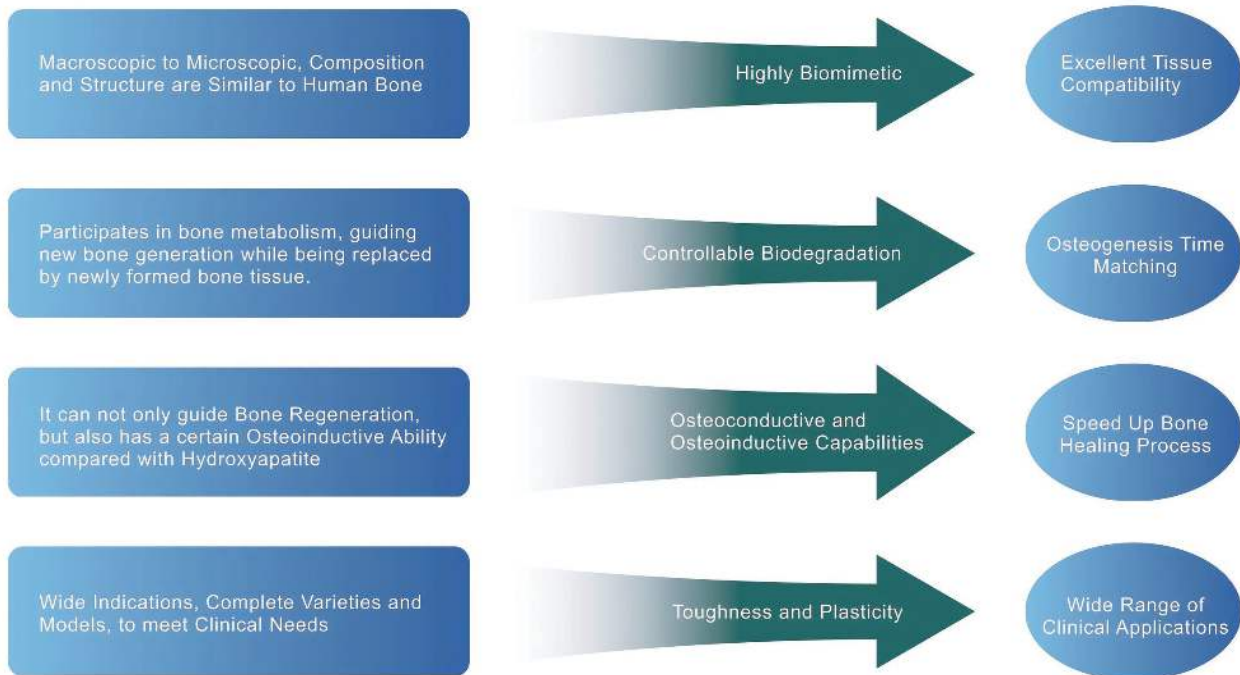 Macroscopic to Microscopic, Composition
and Structure are Similar to Human Bone
Highly Biomimetic
Excellent Tissue
Compatibility
Participates in bone metabolism, guiding
new bone generation while being replaced
by newly formed bone tissue.
Controllable Biodegradation
Osteogenesis Time
Matching
It can not only guide Bone Regeneration,
but also has a certain Osteoinductive Ability
compared with Hydroxyapatite
Osteoconductive and
Osteoinductive Capabilities
Speed Up Bone
Healing Process
Wide Indications, Complete Varieties and
Models, to meet Clinical Needs
Toughness and Plasticity
Wide Range of
Clinical Applications